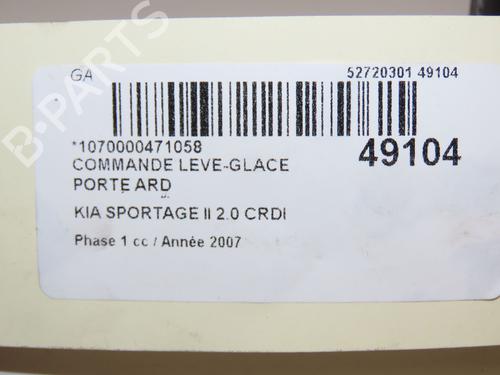 B-PARTS
GA
52720301 49104
*1070000471058
49104
COMMANDE LEVE-GLACE
PORTE ARD
KIA SPORTAGE II 2.0 CRDI
Phase 1 cc / Année 2007